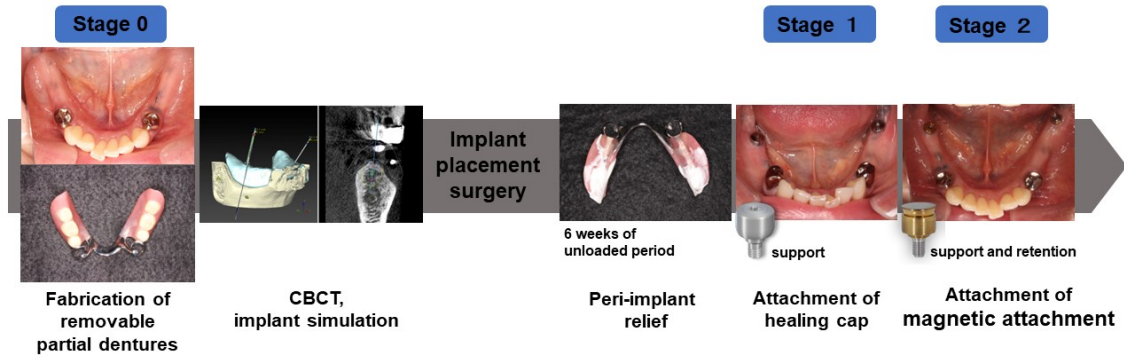 Stage 0
Stage 1
Stage 2
Implant
placement
surgery
6 weeks of
unloaded period
support
support and retention
Fabrication of
removable
partial dentures
CBCT,
implant simulation
Peri-implant
relief
Attachment of
healing cap
Attachment of
magnetic attachment